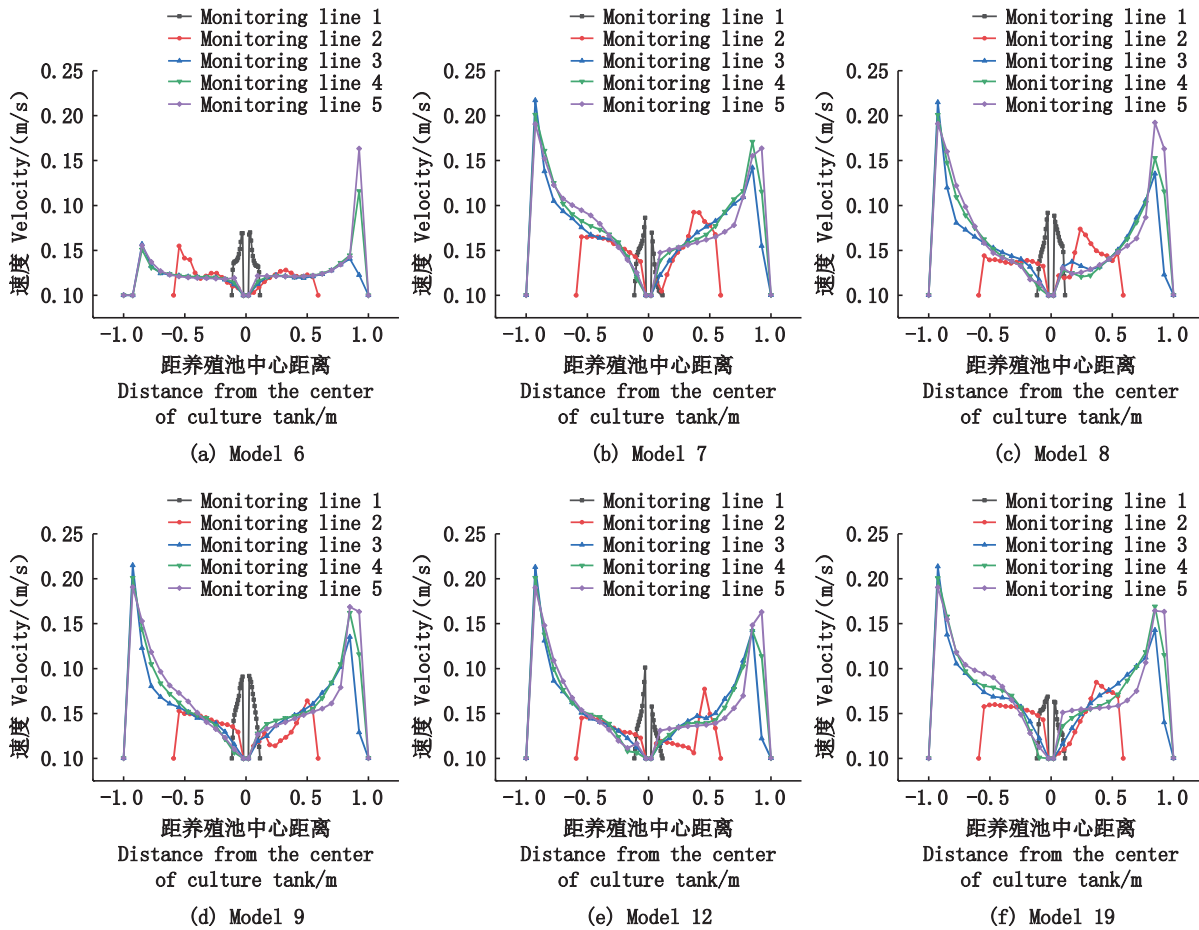 Monitoring line 1
Monitoring line 2
Monitoring line 3
Monitoring line 4
Monitoring line 5
速度 Velocity/(m/s)
0.25
0.20
0.15
0.10
0.15
0.10
-1.0 -0.5 0 0.5 1.0
距养殖池中心距离
Distance from the center
of culture tank/m
(a) Model 6
Monitoring line 1
Monitoring line 2
Monitoring line 3
Monitoring line 4
Monitoring line 5
速度 Velocity/(m/s)
0.25
0.20
0.15
0.10
0.15
0.10
-1.0 -0.5 0 0.5 1.0
距养殖池中心距离
Distance from the center
of culture tank/m
(b) Model 7
Monitoring line 1
Monitoring line 2
Monitoring line 3
Monitoring line 4
Monitoring line 5
速度 Velocity/(m/s)
0.25
0.20
0.15
0.10
0.15
0.10
-1.0 -0.5 0 0.5 1.0
距养殖池中心距离
Distance from the center
of culture tank/m
(c) Model 8
Monitoring line 1
Monitoring line 2
Monitoring line 3
Monitoring line 4
Monitoring line 5
速度 Velocity/(m/s)
0.25
0.20
0.15
0.10
0.15
0.10
-1.0 -0.5 0 0.5 1.0
距养殖池中心距离
Distance from the center
of culture tank/m
(d) Model 9
Monitoring line 1
Monitoring line 2
Monitoring line 3
Monitoring line 4
Monitoring line 5
速度 Velocity/(m/s)
0.25
0.20
0.15
0.10
0.15
0.10
-1.0 -0.5 0 0.5 1.0
距养殖池中心距离
Distance from the center
of culture tank/m
(e) Model 12
Monitoring line 1
Monitoring line 2
Monitoring line 3
Monitoring line 4
Monitoring line 5
速度 Velocity/(m/s)
0.25
0.20
0.15
0.10
0.15
0.10
-1.0 -0.5 0 0.5 1.0
距养殖池中心距离
Distance from the center
of culture tank/m
(f) Model 19